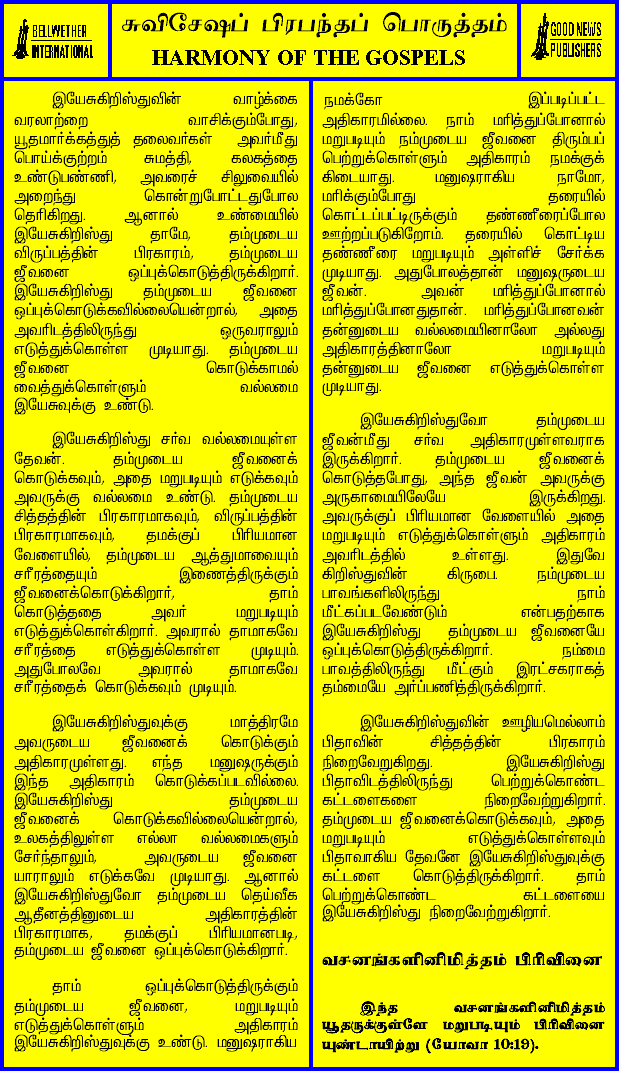 BELLWETHER
INTERNATIONAL
சுவிசேஷப் பிரபந்தப் பொருத்தம்
HARMONY OF THE GOSPELS
GOOD NEWS
PUBLISHERS
இயேசுகிறிஸ்துவின் வாழ்க்கை
வரலாற்றை வாசிக்கும்போது,
யூதமார்க்கத்துத் தலைவர்கள் அவர்மீது
பொய்க்குற்றம் சுமத்தி, கலகத்தை
உண்டுபண்ணி, அவரைச் சிலுவையில்
அறைந்து கொன்றுபோட்டதுபோல
தெரிகிறது. ஆனால் உண்மையில்
இயேசுகிறிஸ்து தாமே, தம்முடைய
விருப்பத்தின் பிரகாரம், தம்முடைய
ஜீவனை ஒப்புக்கொடுத்திருக்கிறார்.
இயேசுகிறிஸ்து தம்முடைய ஜீவனை
ஒப்புக்கொடுக்கவில்லையென்றால், அதை
அவரிடத்திலிருந்து ஒருவராலும்
எடுத்துக்கொள்ள முடியாது. தம்முடைய
ஜீவனை கொடுக்காமல்
வைத்துக்கொள்ளும் வல்லமை
இயேசுவுக்கு உண்டு.
இயேசுகிறிஸ்து சர்வ வல்லமையுள்ள
தேவன். தம்முடைய ஜீவனைக்
கொடுக்கவும், அதை மறுபடியும் எடுக்கவும்
அவருக்கு வல்லமை உண்டு. தம்முடைய
சித்தத்தின் பிரகாரமாகவும், விருப்பத்தின்
பிரகாரமாகவும், தமக்குப் பிரியமான
வேளையில், தம்முடைய ஆத்துமாவையும்
சரீரத்தையும் இணைத்திருக்கும்
ஜீவனைக்கொடுக்கிறார், தாம்
கொடுத்ததை அவர் மறுபடியும்
எடுத்துக்கொள்கிறார். அவரால் தாமாகவே
சரீரத்தை எடுத்துக்கொள்ள முடியும்.
அதுபோலவே அவரால் தாமாகவே
சரீரத்தைக் கொடுக்கவும் முடியும்.
இயேசுகிறிஸ்துவுக்கு மாத்திரமே
அவருடைய ஜீவனைக் கொடுக்கும்
அதிகாரமுள்ளது. எந்த மனுஷருக்கும்
இந்த அதிகாரம் கொடுக்கப்படவில்லை.
இயேசுகிறிஸ்து தம்முடைய
ஜீவனைக் கொடுக்கவில்லையென்றால்,
உலகத்திலுள்ள எல்லா வல்லமைகளும்
சேர்ந்தாலும், அவருடைய ஜீவனை
யாராலும் எடுக்கவே முடியாது. ஆனால்
இயேசுகிறிஸ்துவோ தம்முடைய தெய்வீக
ஆதீனத்தினுடைய அதிகாரத்தின்
பிரகாரமாக, தமக்குப் பிரியமானபடி,
தம்முடைய ஜீவனை ஒப்புக்கொடுக்கிறார்.
தாம் ஒப்புக்கொடுத்திருக்கும்
தம்முடைய ஜீவனை, மறுபடியும்
எடுத்துக்கொள்ளும் அதிகாரம்
இயேசுகிறிஸ்துவுக்கு உண்டு. மனுஷராகிய
நமக்கோ இப்படிப்பட்ட
அதிகாரமில்லை. நாம் மரித்துப்போனால்
மறுபடியும் நம்முடைய ஜீவனை திரும்பப்
பெற்றுக்கொள்ளும் அதிகாரம் நமக்குக்
கிடையாது. மனுஷராகிய நாமோ,
மரிக்கும்போது தரையில்
கொட்டப்பட்டிருக்கும் தண்ணீரைப்போல
ஊற்றப்படுகிறோம். தரையில் கொட்டிய
தண்ணீரை மறுபடியும் அள்ளிச் சேர்க்க
முடியாது. அதுபோலத்தான் மனுஷருடைய
ஜீவன். அவன் மரித்துப்போனால்
மரித்துப்போனதுதான். மரித்துப்போனவன்
தன்னுடைய வல்லமையினாலோ அல்லது
அதிகாரத்தினாலோ மறுபடியும்
தன்னுடைய ஜீவனை எடுத்துக்கொள்ள
முடியாது.
இயேசுகிறிஸ்துவோ தம்முடைய
ஜீவன்மீது சர்வ அதிகாரமுள்ளவராக
இருக்கிறார். தம்முடைய ஜீவனைக்
கொடுத்தபோது, அந்த ஜீவன் அவருக்கு
அருகாமையிலேயே இருக்கிறது.
அவருக்குப் பிரியமான வேளையில் அதை
மறுபடியும் எடுத்துக்கொள்ளும் அதிகாரம்
அவரிடத்தில் உள்ளது. இதுவே
கிறிஸ்துவின் கிருபை. நம்முடைய
பாவங்களிலிருந்து நாம்
மீட்கப்படவேண்டும் என்பதற்காக
இயேசுகிறிஸ்து தம்முடைய ஜீவனையே
ஒப்புக்கொடுத்திருக்கிறார். நம்மை
பாவத்திலிருந்து மீட்கும் இரட்சகராகத்
தம்மையே அர்ப்பணித்திருக்கிறார்.
இயேசுகிறிஸ்துவின் ஊழியமெல்லாம்
பிதாவின் சித்தத்தின் பிரகாரம்
நிறைவேறுகிறது. இயேசுகிறிஸ்து
பிதாவிடத்திலிருந்து பெற்றுக்கொண்ட
கட்டளைகளை நிறைவேற்றுகிறார்.
தம்முடைய ஜீவனைக்கொடுக்கவும், அதை
மறுபடியும் எடுத்துக்கொள்ளவும்
பிதாவாகிய தேவனே இயேசுகிறிஸ்துவுக்கு
கட்டளை கொடுத்திருக்கிறார். தாம்
பெற்றுக்கொண்ட கட்டளையை
இயேசுகிறிஸ்து நிறைவேற்றுகிறார்.
வசனங்களினிமித்தம் பிரிவினை
இந்த வசனங்களினிமித்தம்
யூதருக்குள்ளே மறுபடியும் பிரிவினை
யுண்டாயிற்று (யோவா 10:19).